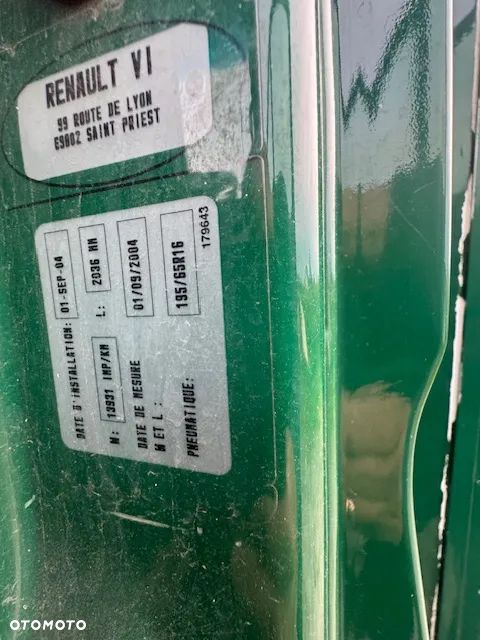 RENAULT VI
99 ROUTE DE LYON
69802 SAINT PRIEST
DATE D'INSTALLATION: 01-SEP-04
W: 13931 IMP/KM L: 2036 MM
DATE DE MESURE
W ET L: 01/09/2004
PNEUMATIQUE: 195/65R16
179643
OTOMOTO